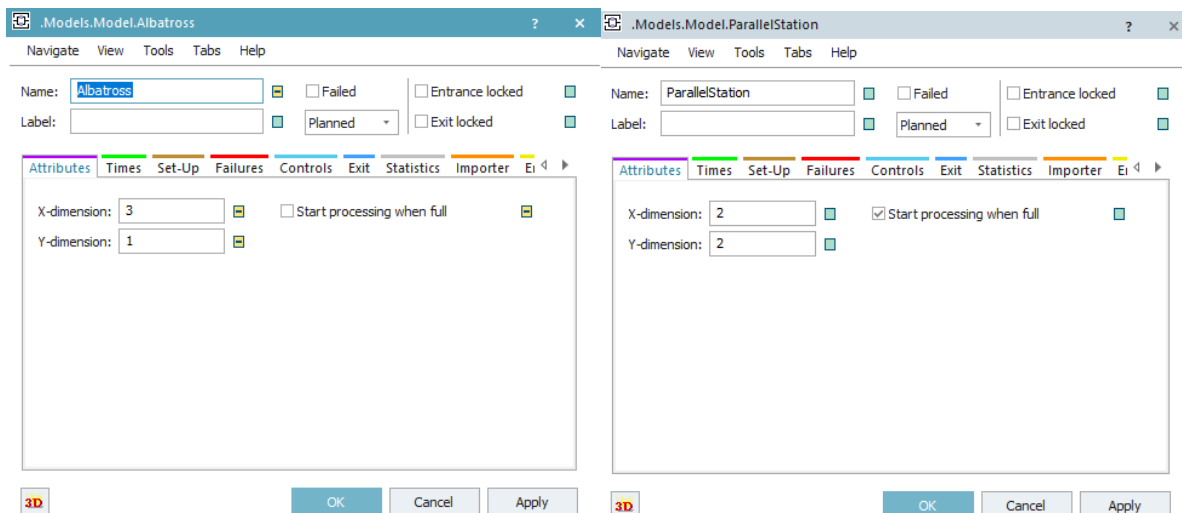 .Models.Model.Albatross ? ×
Navigate View Tools Tabs Help
Name: Albatross Failed Entrance locked
Label: Planned Exit locked
Attributes Times Set-Up Failures Controls Exit Statistics Importer
X-dimension: 3 Start processing when full
Y-dimension: 1
3D OK Cancel Apply
.Models.Model.ParallelStation ? ×
Navigate View Tools Tabs Help
Name: ParallelStation Failed Entrance locked
Label: Planned Exit locked
Attributes Times Set-Up Failures Controls Exit Statistics Importer
X-dimension: 2 Start processing when full
Y-dimension: 2
3D OK Cancel Apply